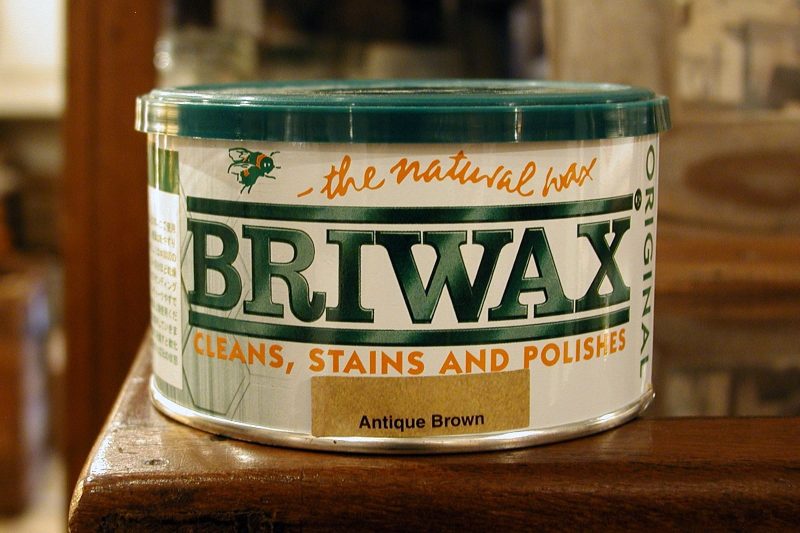 - the natural wax
BRIWAX
®
CLEANS, STAINS AND POLISHES
Antique Brown
ORIGINAL